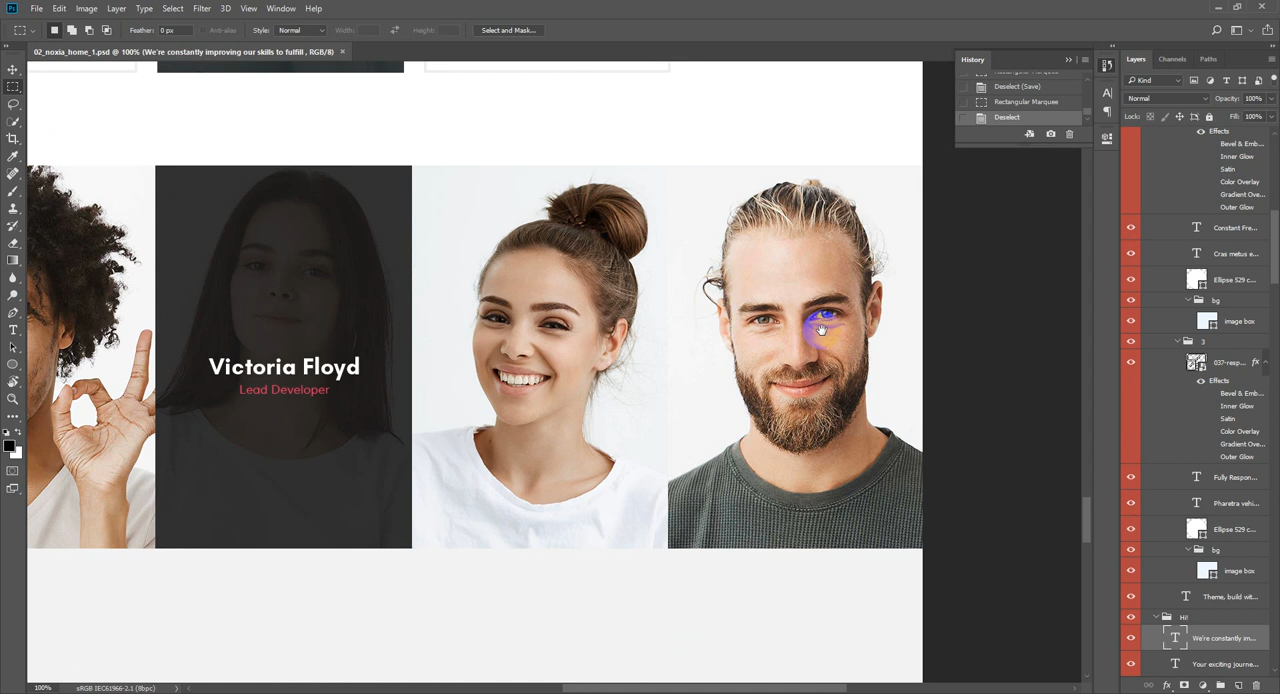 Ps File Edit Image Layer Type Select Filter 3D View Window Help
Feather: 0 px Anti-alias Style: Normal Width: Height: Select and Mask...
02_noxia_home_1.psd @ 100% (We're constantly improving our skills to fulfill , RGB/8) ×
History
Rectangular Marquee
Deselect (Save)
Rectangular Marquee
Deselect
Layers Channels Paths
Kind
Normal Opacity: 100%
Lock: Fill: 100%
Effects
Bevel & Emb...
Inner Glow
Satin
Color Overlay
Gradient Ove...
Outer Glow
Constant Fre...
Cras metus e...
Ellipse 529 c...
bg
image box
3
037-resp... fx
Effects
Bevel & Emb...
Inner Glow
Satin
Color Overlay
Gradient Ove...
Outer Glow
Fully Respon...
Pharetra vehi...
Ellipse 529 c...
bg
image box
Theme, build wit...
Hi!
We're constantly im...
Your exciting journe...
Victoria Floyd
Lead Developer
100% sRGB IEC61966-2.1 (8bpc)